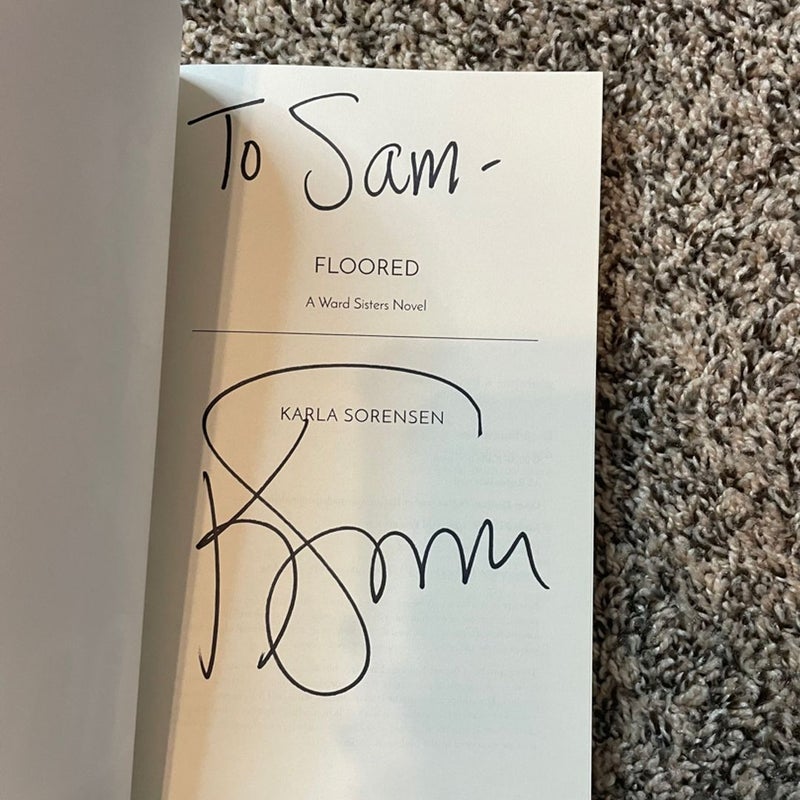 To Sam-
FLOORED
A Ward Sisters Novel
KARLA SORENSEN